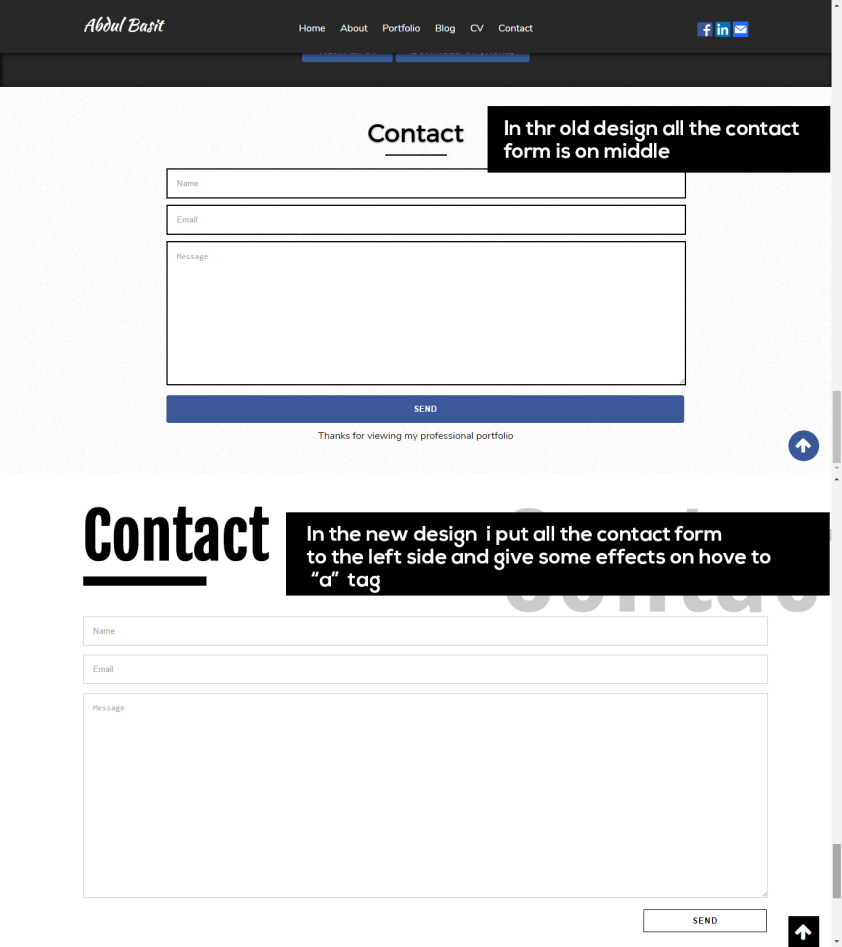 Abdul Basit
Home About Portfolio Blog CV Contact
Contact
In thr old design all the contact
form is on middle
Name
Email
Message
SEND
Thanks for viewing my professional portfolio
Contact
In the new design i put all the contact form
to the left side and give some effects on hove to
"a" tag
Name
Email
Message
SEND